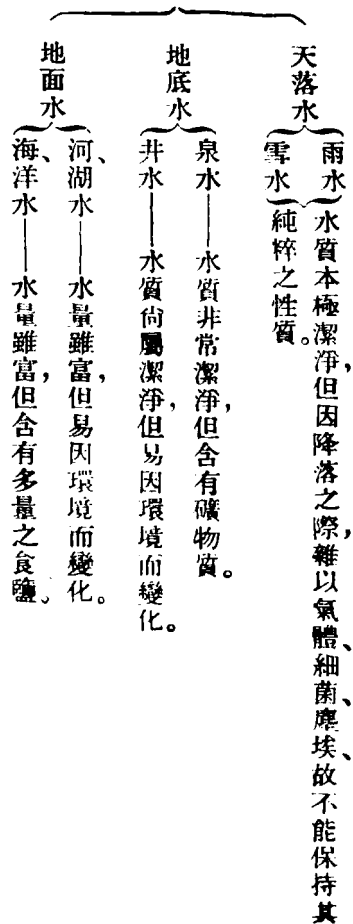 天落水
雨水
雪水
水質本極潔淨，但因降落之際，雜以氣體、細菌、塵埃、故不能保持其
純粹之性質。
地底水
泉水——水質非常潔淨，但含有礦物質。
井水——水質尙屬潔淨，但易因環境而變化。
地面水
河、湖水——水量雖富，但易因環境而變化。
海、洋水——水量雖富，但含有多量之食鹽。